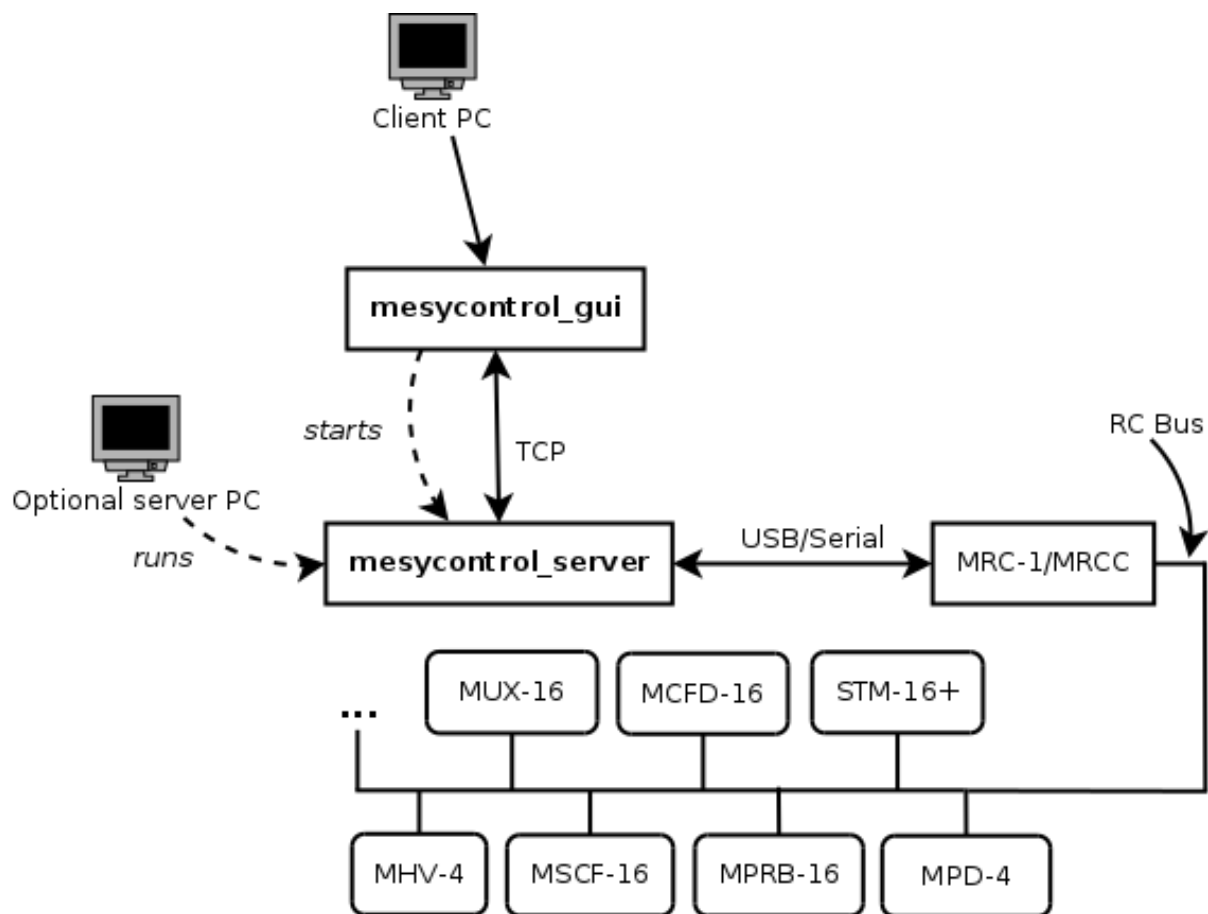 Client PC
mesycontrol_gui
starts
TCP
RC Bus
Optional server PC
runs
mesycontrol_server
USB/Serial
MRC-1/MRCC
...
MUX-16
MCFD-16
STM-16+
MHV-4
MSCF-16
MPRB-16
MPD-4